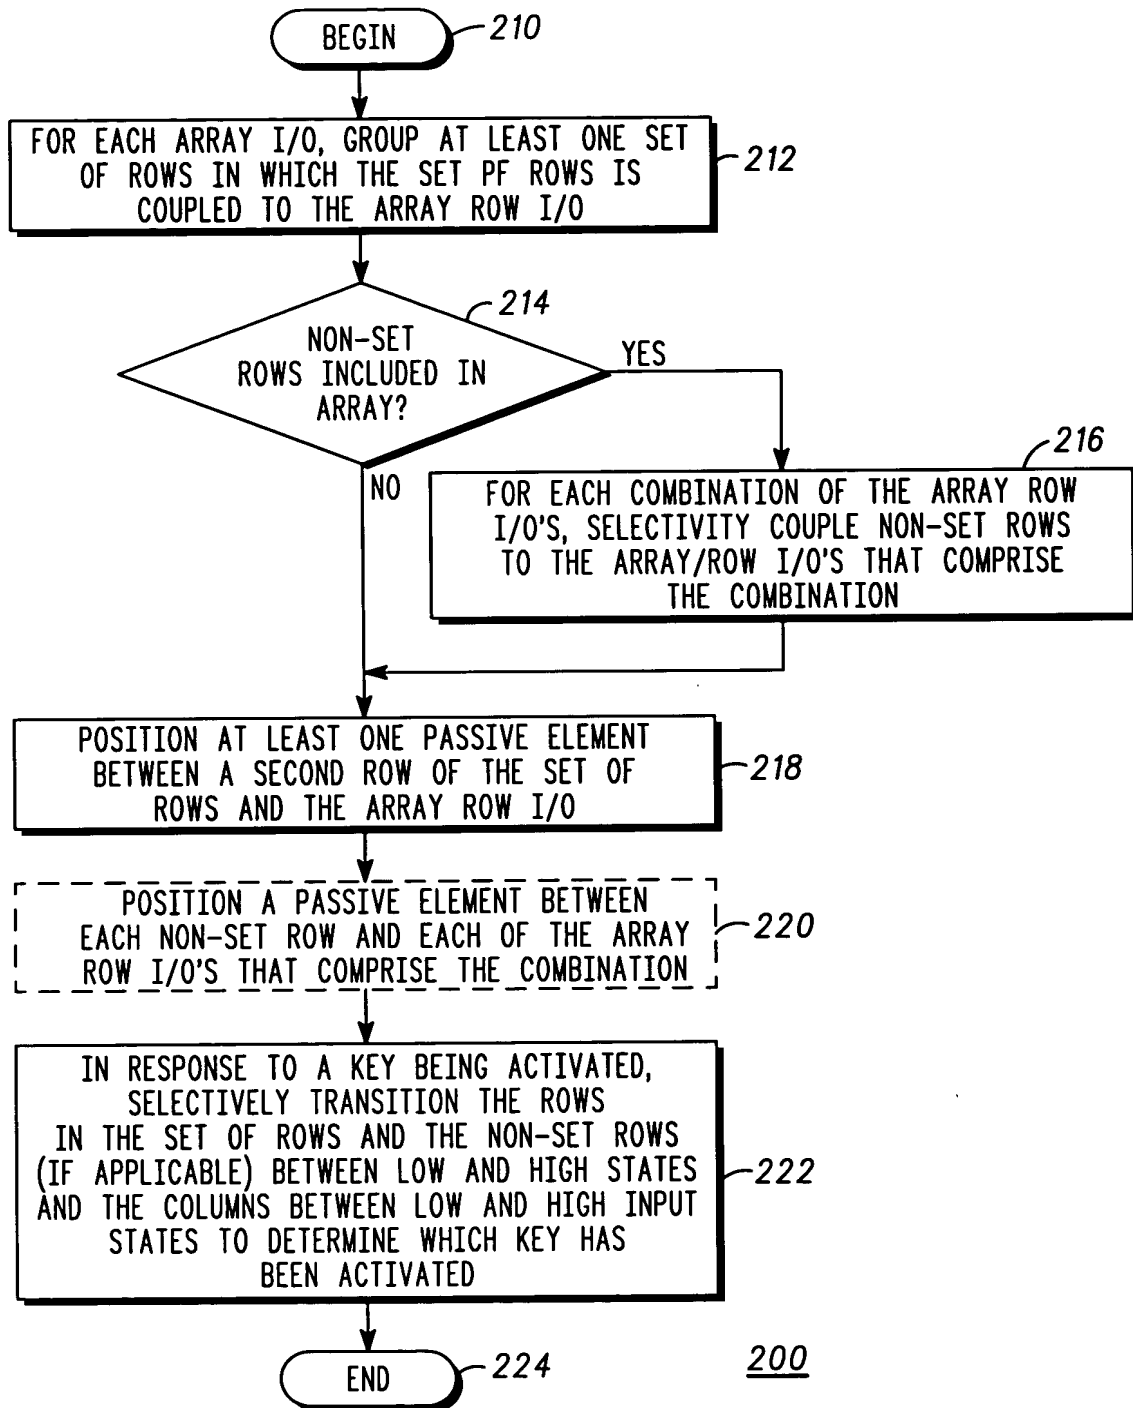 BEGIN
210
FOR EACH ARRAY I/O, GROUP AT LEAST ONE SET
OF ROWS IN WHICH THE SET PF ROWS IS
COUPLED TO THE ARRAY ROW I/O
212
214
NON-SET
ROWS INCLUDED IN
ARRAY?
YES
NO
216
FOR EACH COMBINATION OF THE ARRAY ROW
I/O'S, SELECTIVITY COUPLE NON-SET ROWS
TO THE ARRAY/ROW I/O'S THAT COMPRISE
THE COMBINATION
POSITION AT LEAST ONE PASSIVE ELEMENT
BETWEEN A SECOND ROW OF THE SET OF
ROWS AND THE ARRAY ROW I/O
218
POSITION A PASSIVE ELEMENT BETWEEN
EACH NON-SET ROW AND EACH OF THE ARRAY
ROW I/O'S THAT COMPRISE THE COMBINATION
220
IN RESPONSE TO A KEY BEING ACTIVATED,
SELECTIVELY TRANSITION THE ROWS
IN THE SET OF ROWS AND THE NON-SET ROWS
(IF APPLICABLE) BETWEEN LOW AND HIGH STATES
AND THE COLUMNS BETWEEN LOW AND HIGH INPUT
STATES TO DETERMINE WHICH KEY HAS
BEEN ACTIVATED
222
END
224
200